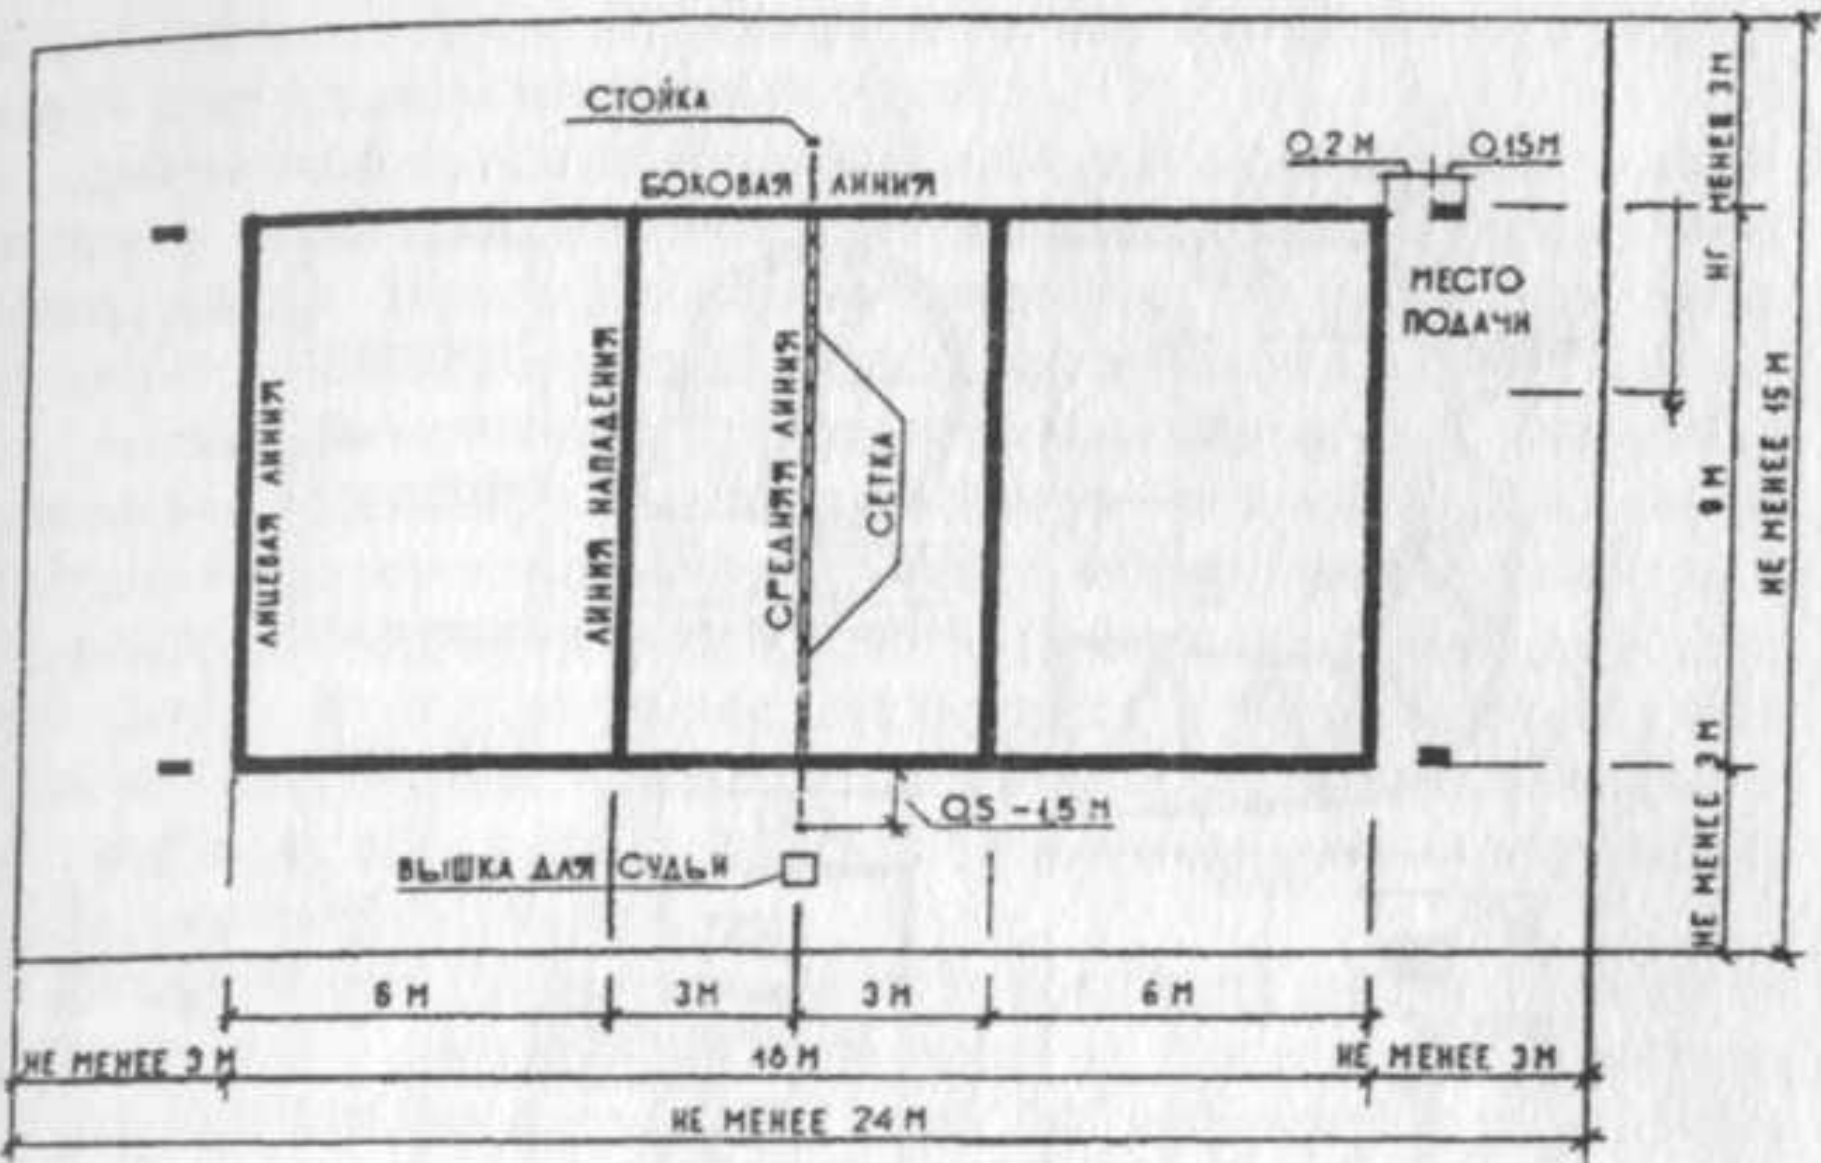 СТОЙКА
0,2 М
0,15 М
БОКОВАЯ ЛИНИЯ
МЕСТО
ПОДАЧИ
ЛИЦЕВАЯ ЛИНИЯ
ЛИНИЯ НАПАДЕНИЯ
СРЕДНЯЯ ЛИНИЯ
СЕТКА
НЕ МЕНЕЕ 3М
9 М
НЕ МЕНЕЕ 3М
НЕ МЕНЕЕ 15 М
0,5 – 1,5 М
ВЫШКА ДЛЯ СУДЬИ
6 М
3М
3М
6 М
НЕ МЕНЕЕ 3 М
18 М
НЕ МЕНЕЕ 3М
НЕ МЕНЕЕ 24 М